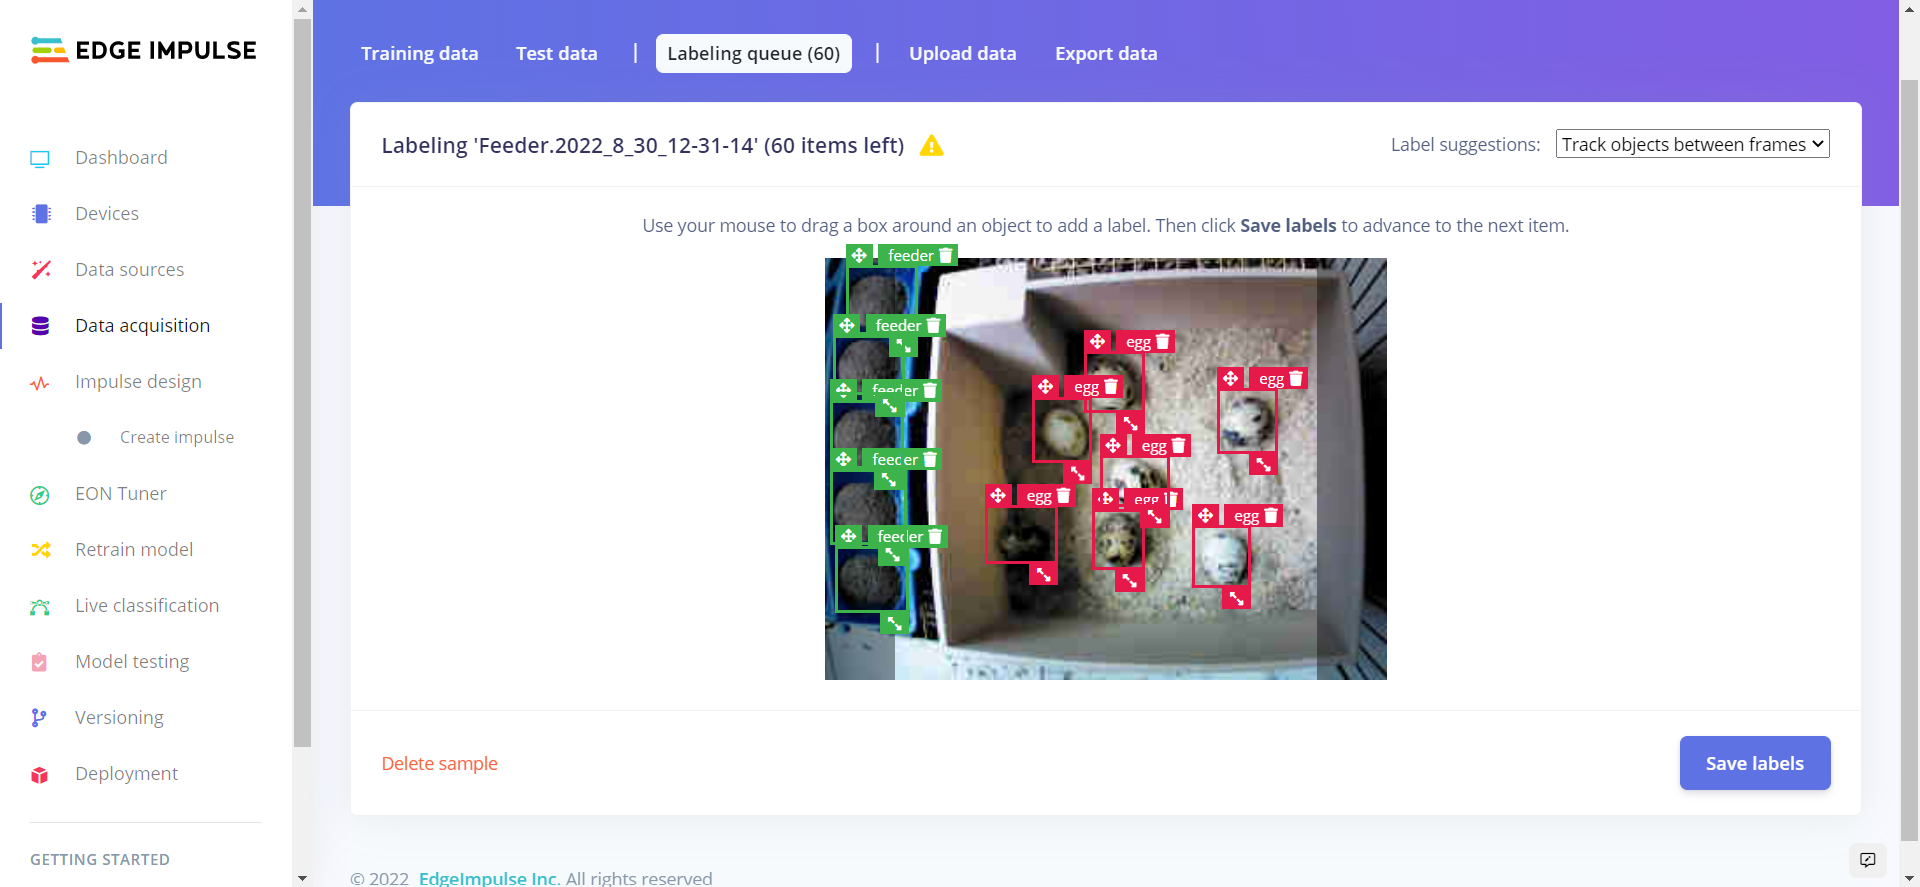 EDGE IMPULSE
Dashboard
Devices
Data sources
Data acquisition
Impulse design
Create impulse
EON Tuner
Retrain model
Live classification
Model testing
Versioning
Deployment
GETTING STARTED
Training data
Test data
|
Labeling queue (60)
|
Upload data
Export data
Labeling 'Feeder.2022_8_30_12-31-14' (60 items left)
Label suggestions:
Track objects between frames
Use your mouse to drag a box around an object to add a label. Then click Save labels to advance to the next item.
feeder
feeder
feeder
feeder
feeder
egg
egg
egg
egg
egg
egg
egg
Delete sample
Save labels
© 2022 EdgeImpulse Inc. All rights reserved